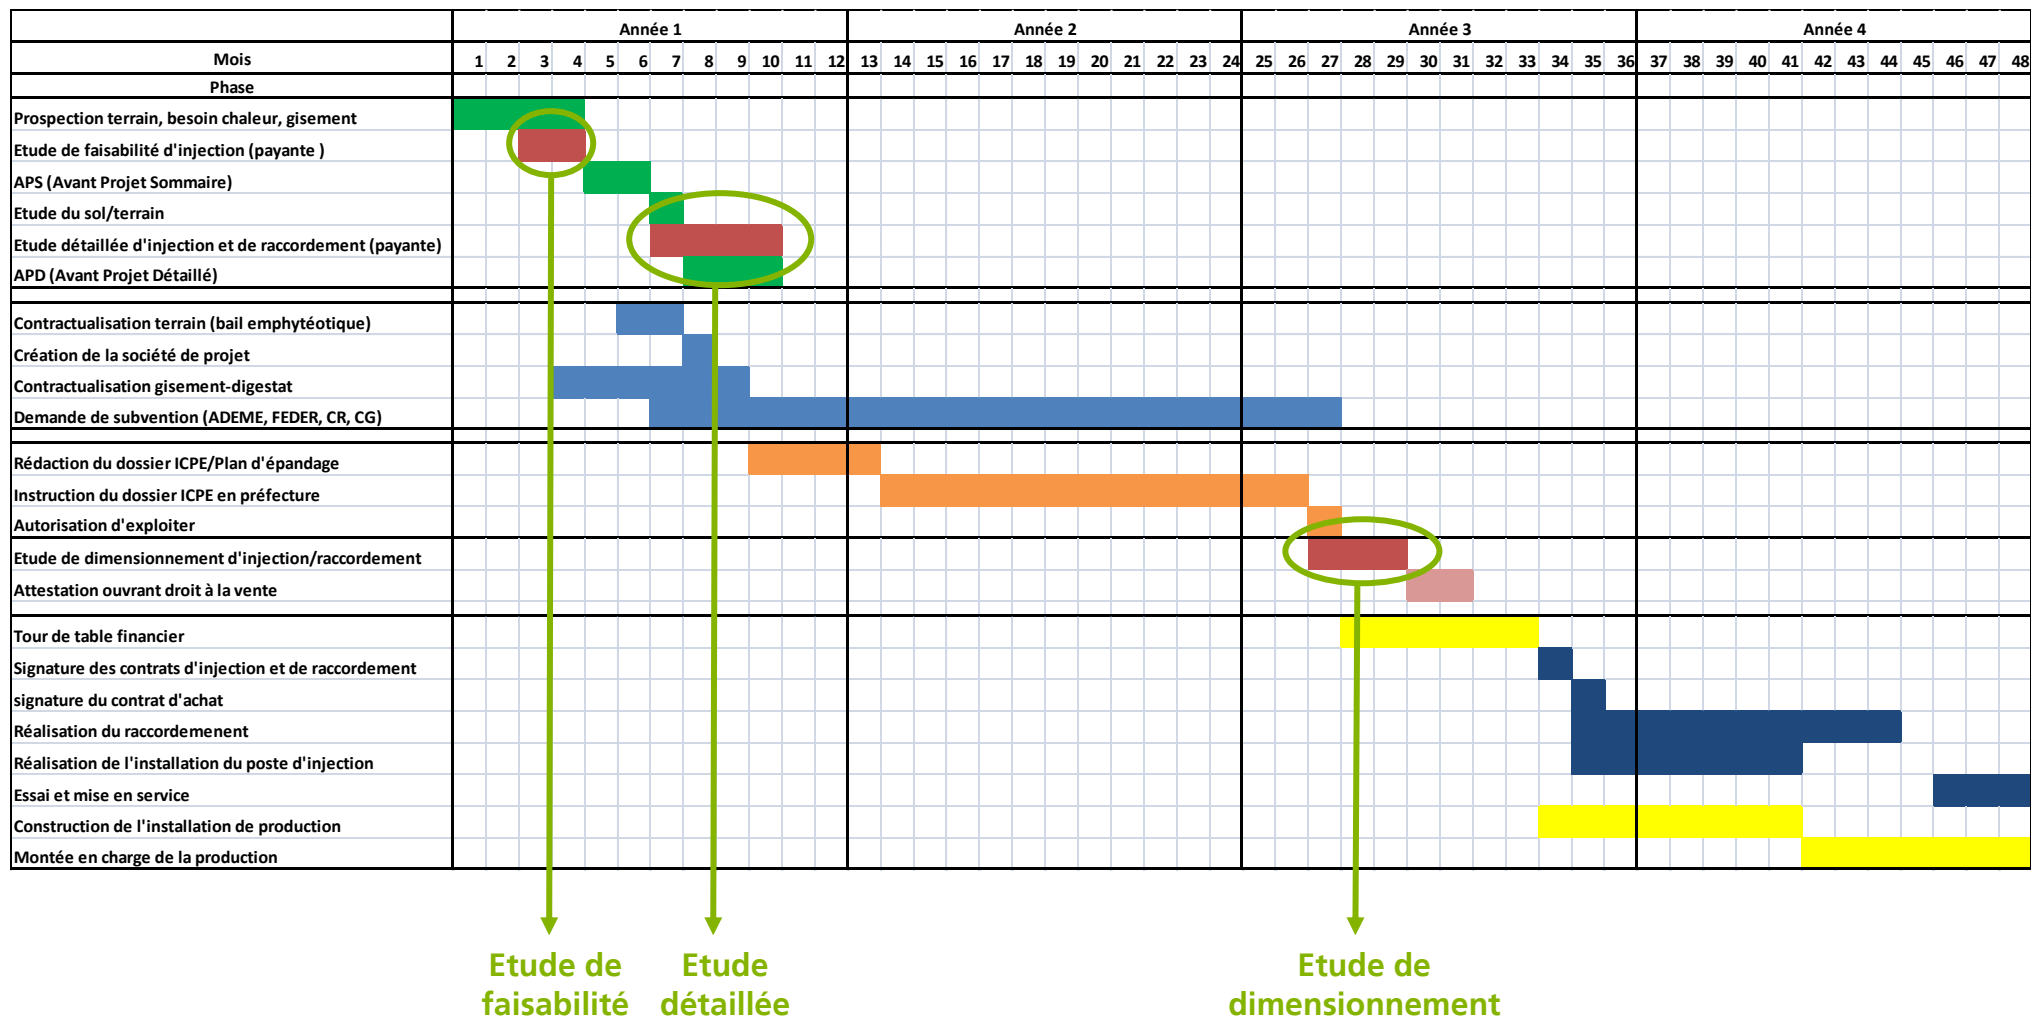 Année 1 Année 2 Année 3 Année 4
Mois 1 2 3 4 5 6 7 8 9 10 11 12 13 14 15 16 17 18 19 20 21 22 23 24 25 26 27 28 29 30 31 32 33 34 35 36 37 38 39 40 41 42 43 44 45 46 47 48
Phase
Prospection terrain, besoin chaleur, gisement
Etude de faisabilité d'injection (payante )
APS (Avant Projet Sommaire)
Etude du sol/terrain
Etude détaillée d'injection et de raccordement (payante)
APD (Avant Projet Détaillé)
Contractualisation terrain (bail emphytéotique)
Création de la société de projet
Contractualisation gisement-digestat
Demande de subvention (ADEME, FEDER, CR, CG)
Rédaction du dossier ICPE/Plan d'épandage
Instruction du dossier ICPE en préfecture
Autorisation d'exploiter
Etude de dimensionnement d'injection/raccordement
Attestation ouvrant droit à la vente
Tour de table financier
Signature des contrats d'injection et de raccordement
signature du contrat d'achat
Réalisation du raccordemenent
Réalisation de l'installation du poste d'injection
Essai et mise en service
Construction de l'installation de production
Montée en charge de la production
Etude de
faisabilité
Etude
détaillée
Etude de
dimensionnement